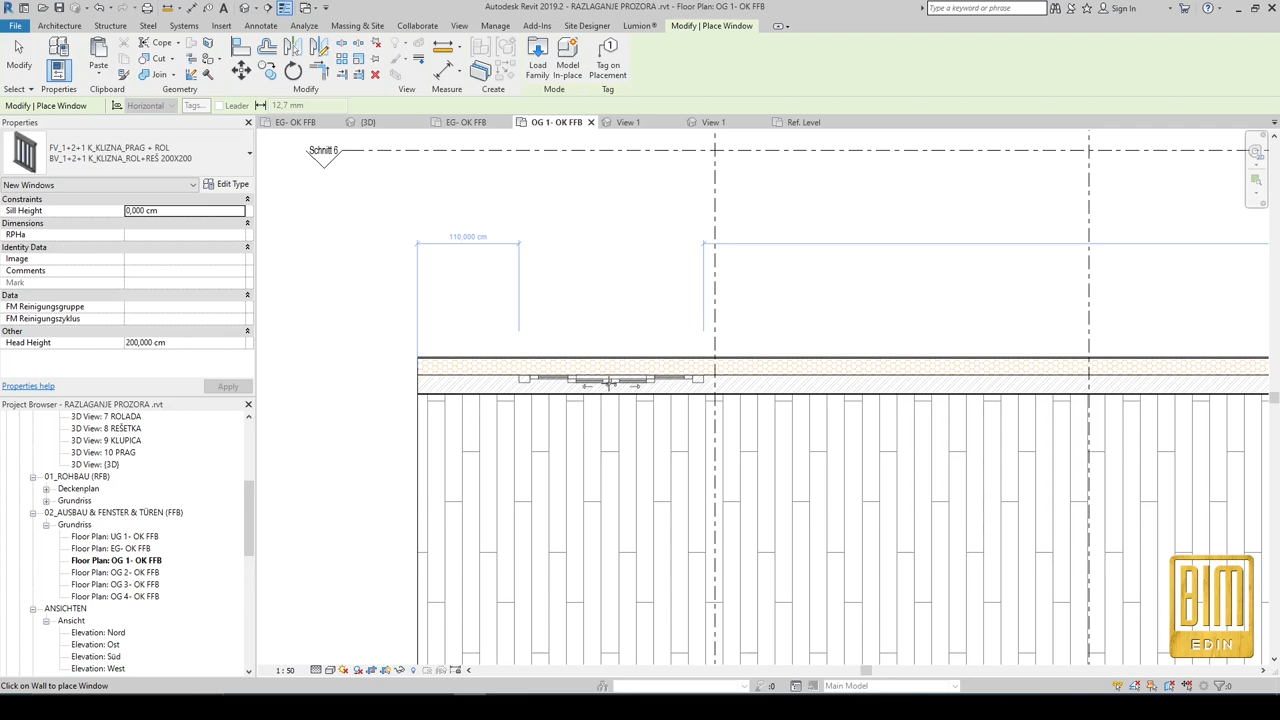 Autodesk Revit 2019.2 - RAZLAGANJE PROZORA .rvt - Floor Plan: OG 1- OK FFB
Type a keyword or phrase
Sign In
File
Architecture
Structure
Steel
Systems
Insert
Annotate
Analyze
Massing & Site
Collaborate
View
Manage
Add-Ins
Site Designer
Lumion®
Modify | Place Window
Modify
Paste
Cope
Cut
Join
Load
Family
Model
In-place
Tag on
Placement
Select
Properties
Clipboard
Geometry
Modify
View
Measure
Create
Mode
Tag
Modify | Place Window
Horizontal
Tags...
Leader
12,7 mm
Properties
EG- OK FFB
{3D}
EG- OK FFB
OG 1- OK FFB
View 1
View 1
Ref. Level
FV_1+2+1 K_KLIZNA_PRAG + ROL
BV_1+2+1 K_KLIZNA_ROL+REŠ 200X200
New Windows
Edit Type
Constraints
Sill Height
0,000 cm
Dimensions
RPHa
Identity Data
Image
Comments
Mark
Data
FM Reinigungsgruppe
FM Reinigungszyklus
Other
Head Height
200,000 cm
Properties help
Apply
Project Browser - RAZLAGANJE PROZORA .rvt
3D View: 7 ROLADA
3D View: 8 REŠETKA
3D View: 9 KLUPICA
3D View: 10 PRAG
3D View: {3D}
01_ROHBAU (RFB)
Deckenplan
Grundriss
02_AUSBAU & FENSTER & TÜREN (FFB)
Grundriss
Floor Plan: UG 1- OK FFB
Floor Plan: EG- OK FFB
Floor Plan: OG 1- OK FFB
Floor Plan: OG 2- OK FFB
Floor Plan: OG 3- OK FFB
Floor Plan: OG 4- OK FFB
ANSICHTEN
Ansicht
Elevation: Nord
Elevation: Ost
Elevation: Süd
Elevation: West
Schnitt 6
110,000 cm
BIM
EDIN
1 : 50
Click on Wall to place Window
:0
Main Model
:0